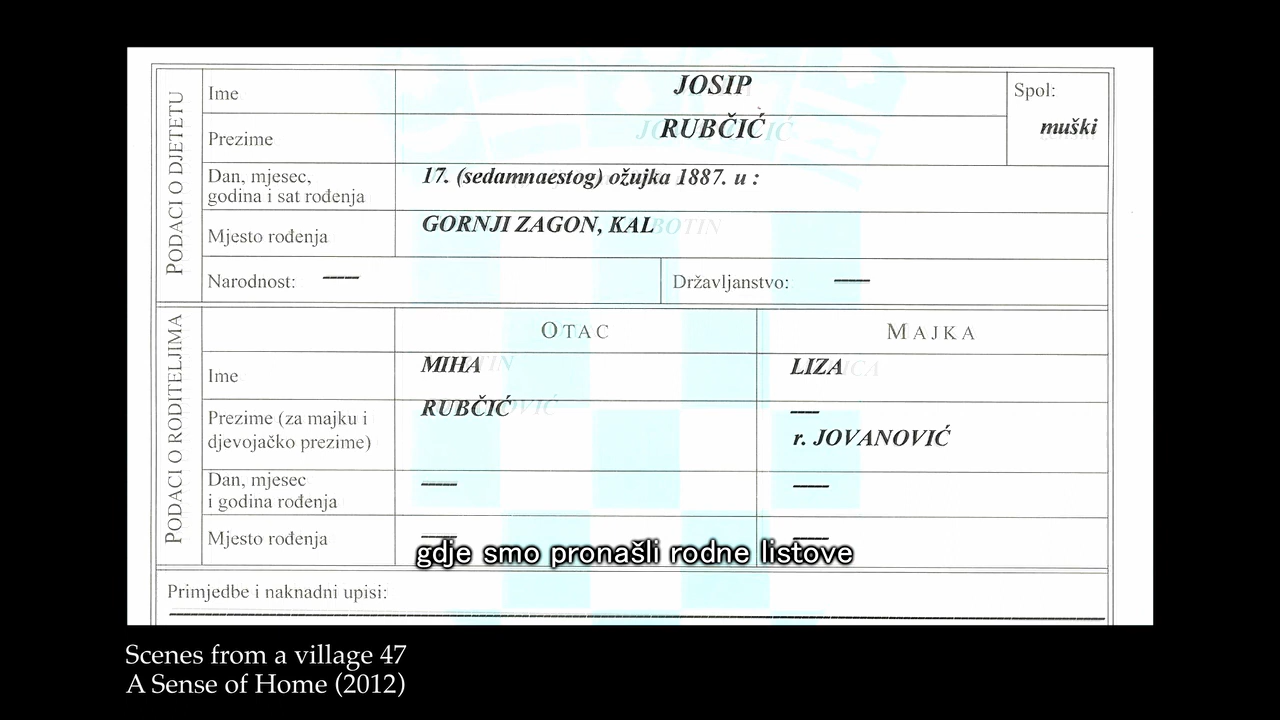 PODACI O DJETETU
Ime
JOSIP
Spol:
muški
Prezime
RUBČIĆ
Dan, mjesec,
godina i sat rođenja
17. (sedamnaestog) ožujka 1887. u :
Mjesto rođenja
GORNJI ZAGON, KAL
Narodnost: -----
Državljanstvo: -----
PODACI O RODITELJIMA
OTAC
MAJKA
Ime
MIHA
LIZA
Prezime (za majku i
djevojačko prezime)
RUBČIĆ
----
r. JOVANOVIĆ
Dan, mjesec
i godina rođenja
-----
-----
Mjesto rođenja
-----
-----
gdje smo pronašli rodne listove
Primjedbe i naknadni upisi:
Scenes from a village 47
A Sense of Home (2012)